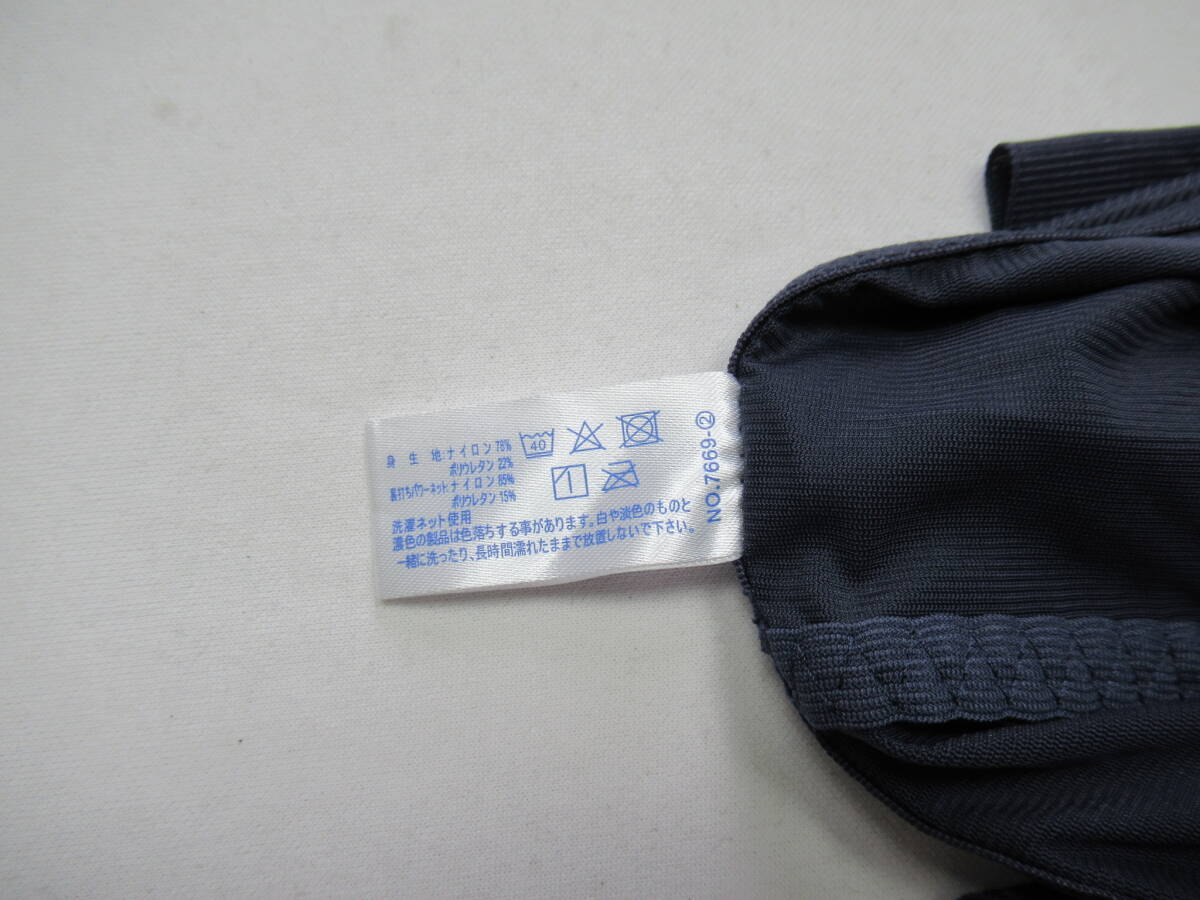 身 生 地:ナイロン 78%
ポリウレタン 22%
裏打ちパワーネットナイロン 85%
ポリウレタン 15%
40
洗濯ネット使用
濃色の製品は色落ちする事があります。白や淡色のものと
一緒に洗ったり、長時間濡れたままで放置しないで下さい。
NO.7669-②